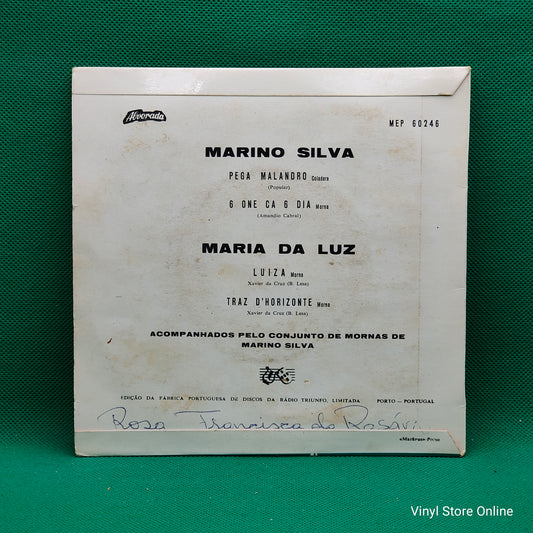 Alvorada
MEP 60246
MARINO SILVA
PEGA MALANDRO Coladera
(Popular)
6 ONE CA 6 DIA Morna
(Amandio Cabral)
MARIA DA LUZ
LUIZA Morna
Xavier da Cruz (B. Lesa)
TRAZ D'HORIZONTE Morna
Xavier da Cruz (B. Lesa)
ACOMPANHADOS PELO CONJUNTO DE MORNAS DE
MARINO SILVA
EDIÇÃO DA FÁBRICA PORTUGUESA DE DISCOS DA RÁDIO TRIUNFO, LIMITADA PORTO - PORTUGAL
Rosa Francisca do
Vinyl Store Online